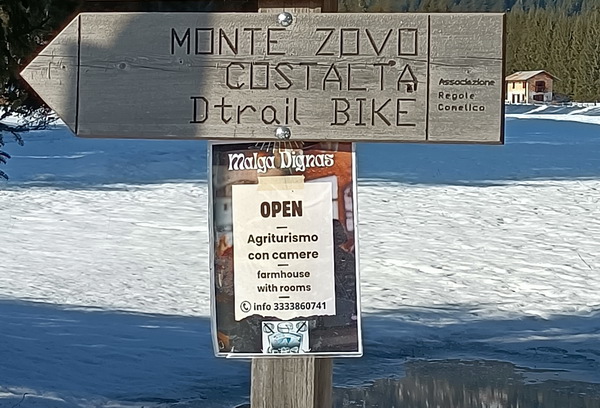 MONTE ZOVO
COSTALTA
Dtrail BIKE
Associazione
Regole
Comelico
Malga Dignas
OPEN
Agriturismo
con camere
farmhouse
with rooms
info 3333860741